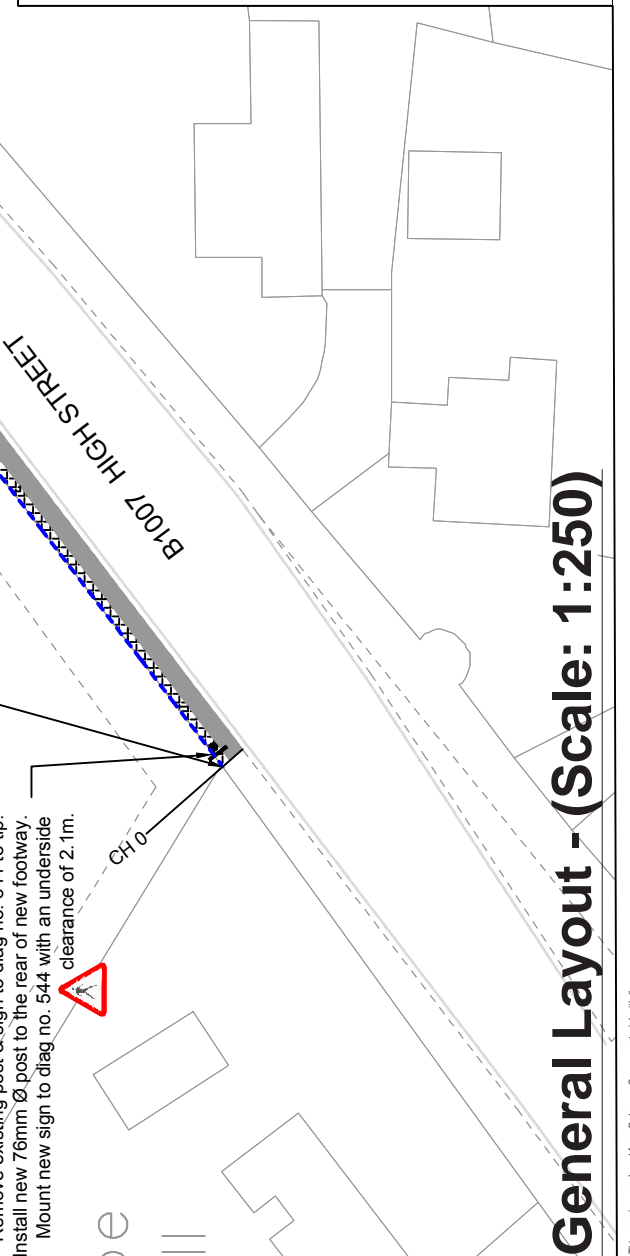 Install new 76mm Ø post to the rear of new footway.
Mount new sign to diag no. 544 with an underside
clearance of 2.1m.
CH 0
B1007 HIGH STREET
General Layout - (Scale: 1:250)